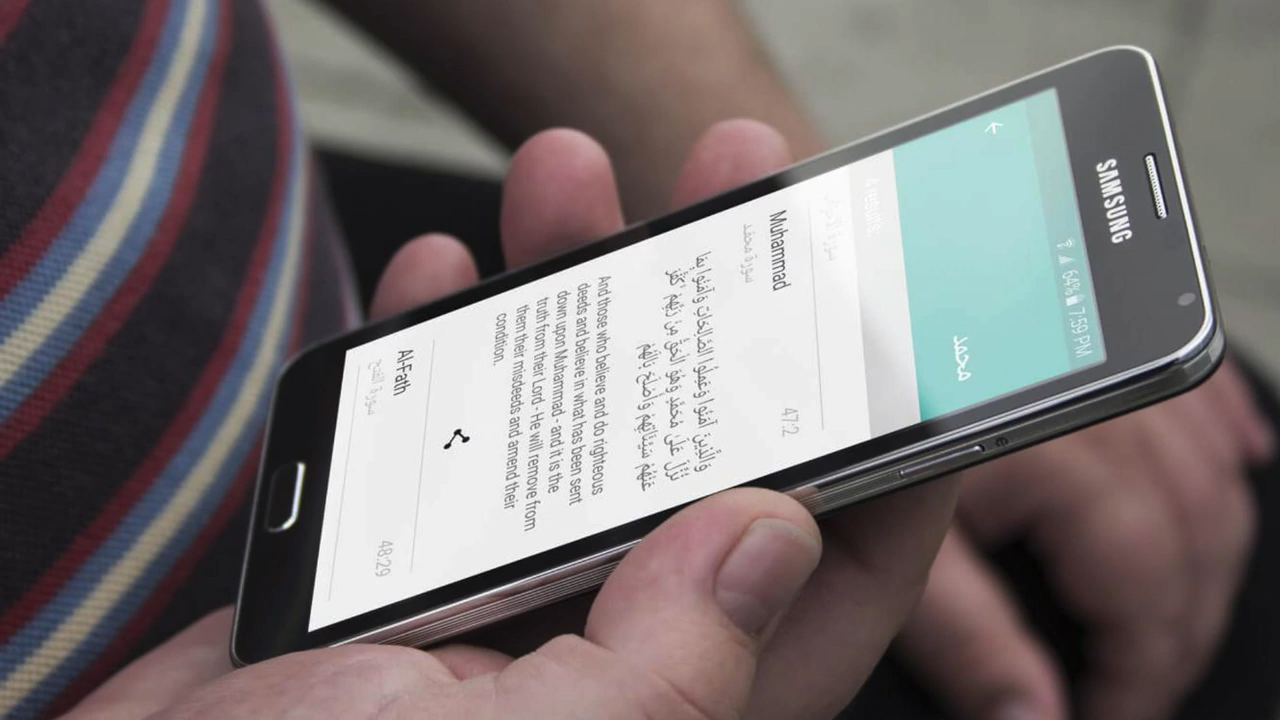 SAMSUNG
64% 7:59 PM
محمد
4 results:
Muhammad
47:2
سورة محمد
وَالَّذِينَ آمَنُوا وَعَمِلُوا الصَّالِحَاتِ وَآمَنُوا بِمَا
نُزِّلَ عَلَىٰ مُحَمَّدٍ وَهُوَ الْحَقُّ مِن رَّبِّهِمْ ۙ كَفَّرَ
عَنْهُمْ سَيِّئَاتِهِمْ وَأَصْلَحَ بَالَهُمْ
And those who believe and do righteous
deeds and believe in what has been sent
down upon Muhammad - and it is the
truth from their Lord - He will remove from
them their misdeeds and amend their
condition.
Al-Fath
48:29
سورة الفتح